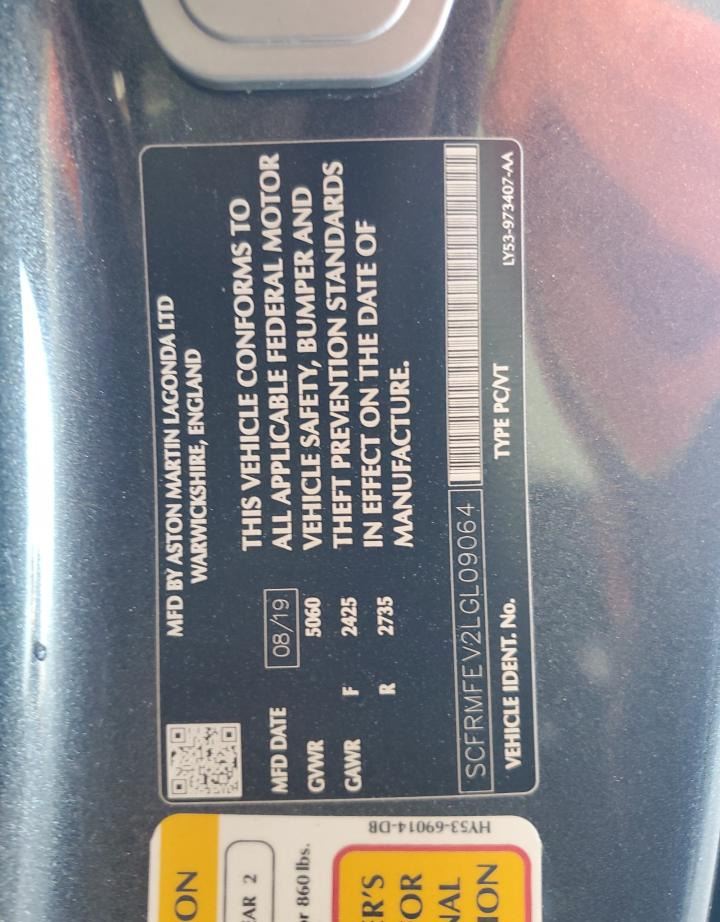 MFD BY ASTON MARTIN LAGONDA LTD
WARWICKSHIRE, ENGLAND
MFD DATE 08/19
GVWR 5060
GAWR F 2425
R 2735
THIS VEHICLE CONFORMS TO
ALL APPLICABLE FEDERAL MOTOR
VEHICLE SAFETY, BUMPER AND
THEFT PREVENTION STANDARDS
IN EFFECT ON THE DATE OF
MANUFACTURE.
SCFRMFEV2LGL09064
VEHICLE IDENT. No. TYPE PC/VT LY53-973407-AA
HY53-69014-DB
ON
AR 2
or 860 lbs.
R'S
OR
NAL
ION